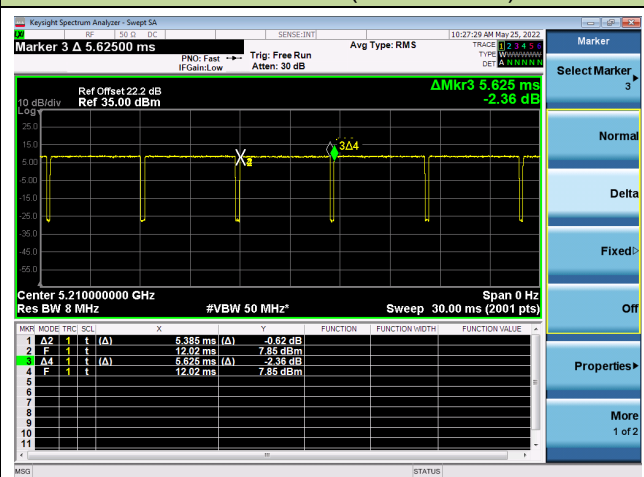 Keysight Spectrum Analyzer - Swept SA
LXI RF 50 Ω DC SENSE:INT 10:27:29 AM May 25, 2022
Marker 3 Δ 5.62500 ms
PNO: Fast
IFGain:Low
Trig: Free Run
Atten: 30 dB
Avg Type: RMS
TRACE 1 2 3 4 5 6
TYPE WWWWWW
DET A N N N N N
Ref Offset 22.2 dB
Ref 35.00 dBm
10 dB/div
Log
ΔMkr3 5.625 ms
-2.36 dB
25.0
15.0
5.00
-5.00
-15.0
-25.0
-35.0
-45.0
-55.0
3Δ4
Center 5.210000000 GHz Span 0 Hz
Res BW 8 MHz #VBW 50 MHz* Sweep 30.00 ms (2001 pts)
MKR MODE TRC SCL X Y FUNCTION FUNCTION WIDTH FUNCTION VALUE
1 Δ2 1 t (Δ) 5.385 ms (Δ) -0.62 dB
2 F 1 t 12.02 ms 7.85 dBm
3 Δ4 1 t (Δ) 5.625 ms (Δ) -2.36 dB
4 F 1 t 12.02 ms 7.85 dBm
5
6
7
8
9
10
11
MSG STATUS
Marker
Select Marker
3
Normal
Delta
Fixed
Off
Properties
More
1 of 2